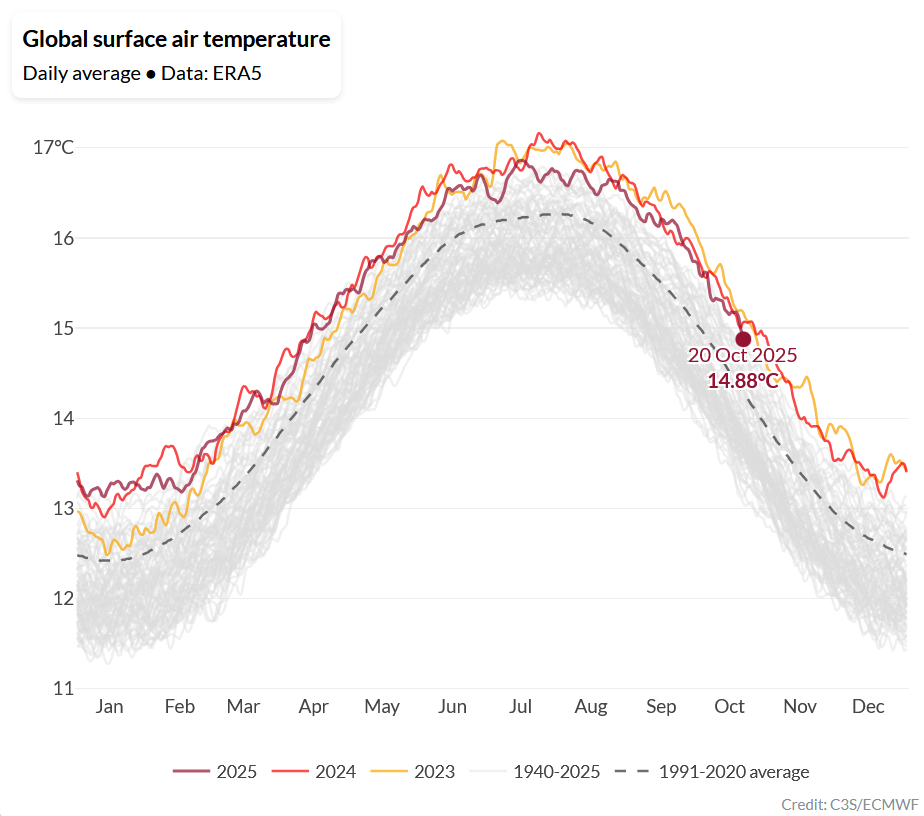 Global surface air temperature
Daily average ● Data: ERA5
17°C
16
15
14
13
12
11
20 Oct 2025
14.88°C
Jan Feb Mar Apr May Jun Jul Aug Sep Oct Nov Dec
2025 2024 2023 1940-2025 1991-2020 average
Credit: C3S/ECMWF